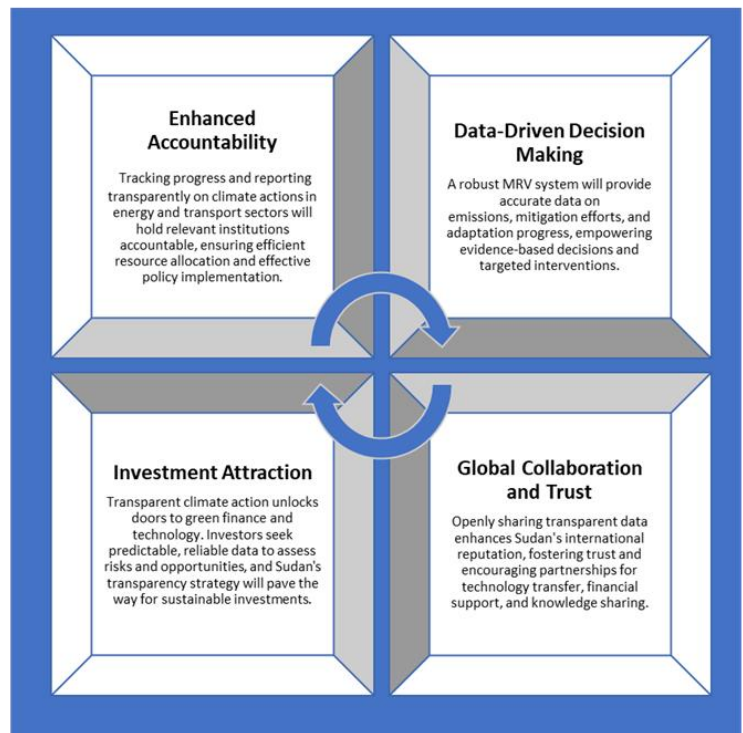 Enhanced
Accountability
Tracking progress and reporting
transparently on climate actions in
energy and transport sectors will
hold relevant institutions
accountable, ensuring efficient
resource allocation and effective
policy implementation.
Data-Driven Decision
Making
A robust MRV system will provide
accurate data on
emissions, mitigation efforts, and
adaptation progress, empowering
evidence-based decisions and
targeted interventions.
Investment Attraction
Transparent climate action unlocks
doors to green finance and
technology. Investors seek
predictable, reliable data to assess
risks and opportunities, and Sudan's
transparency strategy will pave the
way for sustainable investments.
Global Collaboration
and Trust
Openly sharing transparent data
enhances Sudan's international
reputation, fostering trust and
encouraging partnerships for
technology transfer, financial
support, and knowledge sharing.